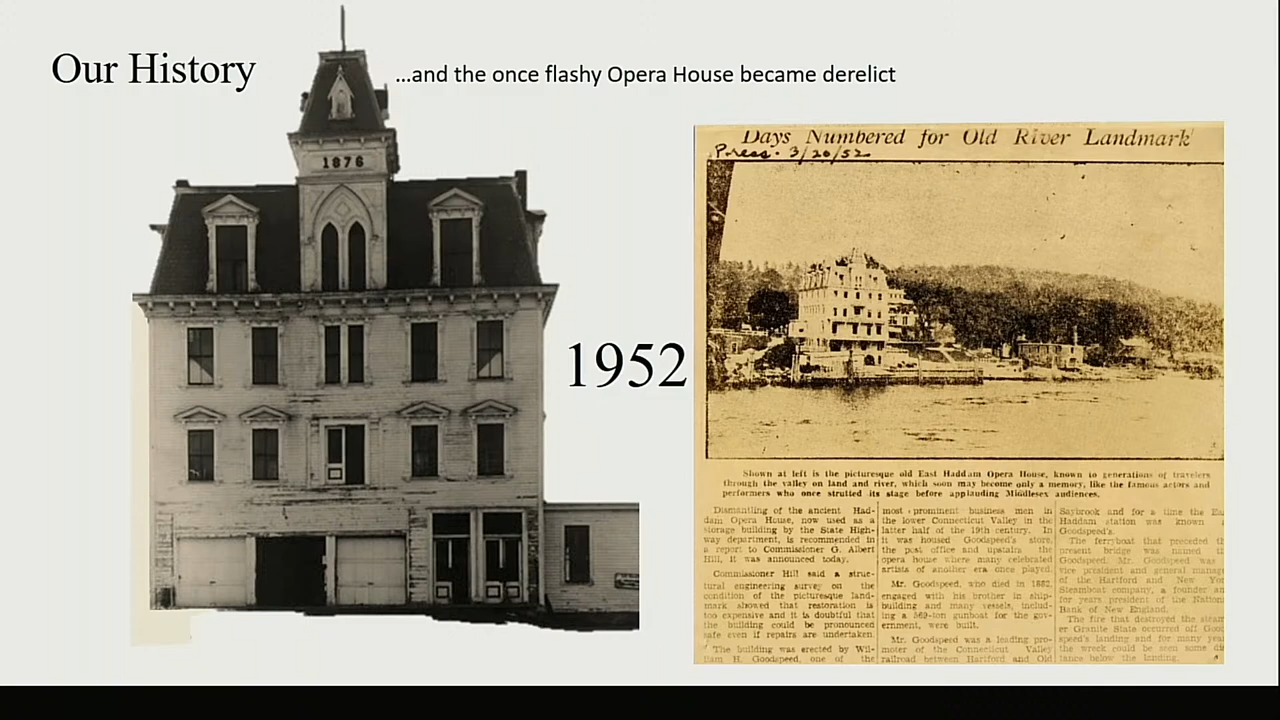 Our History
...and the once flashy Opera House became derelict
1876
1952
Days Numbered for Old River Landmark
Press. 3/20/52
Shown at left is the picturesque old East Haddam Opera House, known to generations of travelers
through the valley on land and river, which soon may become only a memory, like the famous actors and
performers who once strutted its stage before applauding Middlesex audiences.
Dismantling of the ancient Had-
dam Opera House, now used as a
storage building by the State High-
way department, is recommended in
a report to Commissioner G. Albert
Hill, it was announced today.
Commissioner Hill said a struc-
tural engineering survey on the
condition of the picturesque land-
mark showed that restoration is
too expensive and it is doubtful that
the building could be pronounced
safe even if repairs are undertaken.
The building was erected by Wil-
liam H. Goodspeed, one of the
most prominent business men in
the lower Connecticut Valley in the
latter half of the 19th century. In
it was housed Goodspeed's store,
the post office and upstairs the
opera house where many celebrated
artists of another era once played.
Mr. Goodspeed, who died in 1882,
engaged with his brother in ship-
building and many vessels, includ-
ing a 569-ton gunboat for the gov-
ernment, were built.
Mr. Goodspeed was a leading pro-
moter of the Connecticut Valley
railroad between Hartford and Old
Saybrook and for a time the
Haddam station was known
Goodspeed's.
The ferryboat that preceded
present bridge was named
Goodspeed. Mr. Goodspeed was
vice president and general
of the Hartford and New
Steamboat company, a founder
for years president of the
Bank of New England.
The fire that destroyed the
er Granite State occurred off
speed's landing and for many
the wreck could be seen some
tance below the landing.